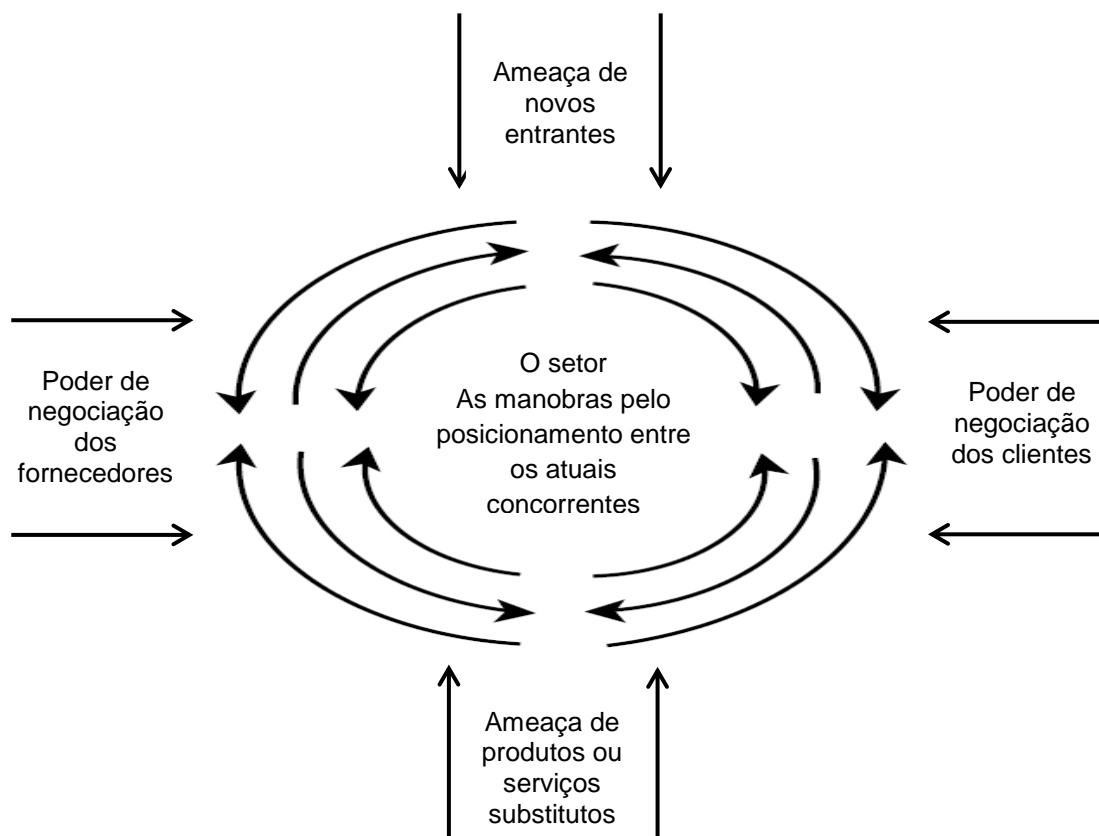 Ameaça de
novos
entrantes
Poder de
negociação
dos
fornecedores
O setor
As manobras pelo
posicionamento entre
os atuais
concorrentes
Poder de
negociação
dos clientes
Ameaça de
produtos ou
serviços
substitutos